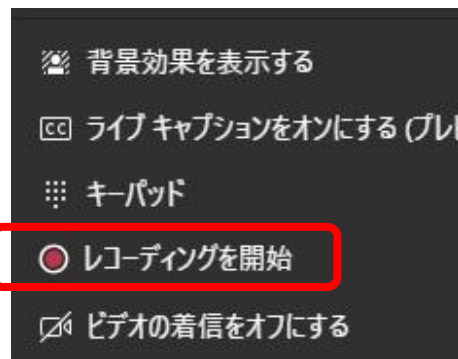 背景効果を表示する
CC ライブ キャプションをオンにする (プレ
キーパッド
レコーディングを開始
ビデオの着信をオフにする